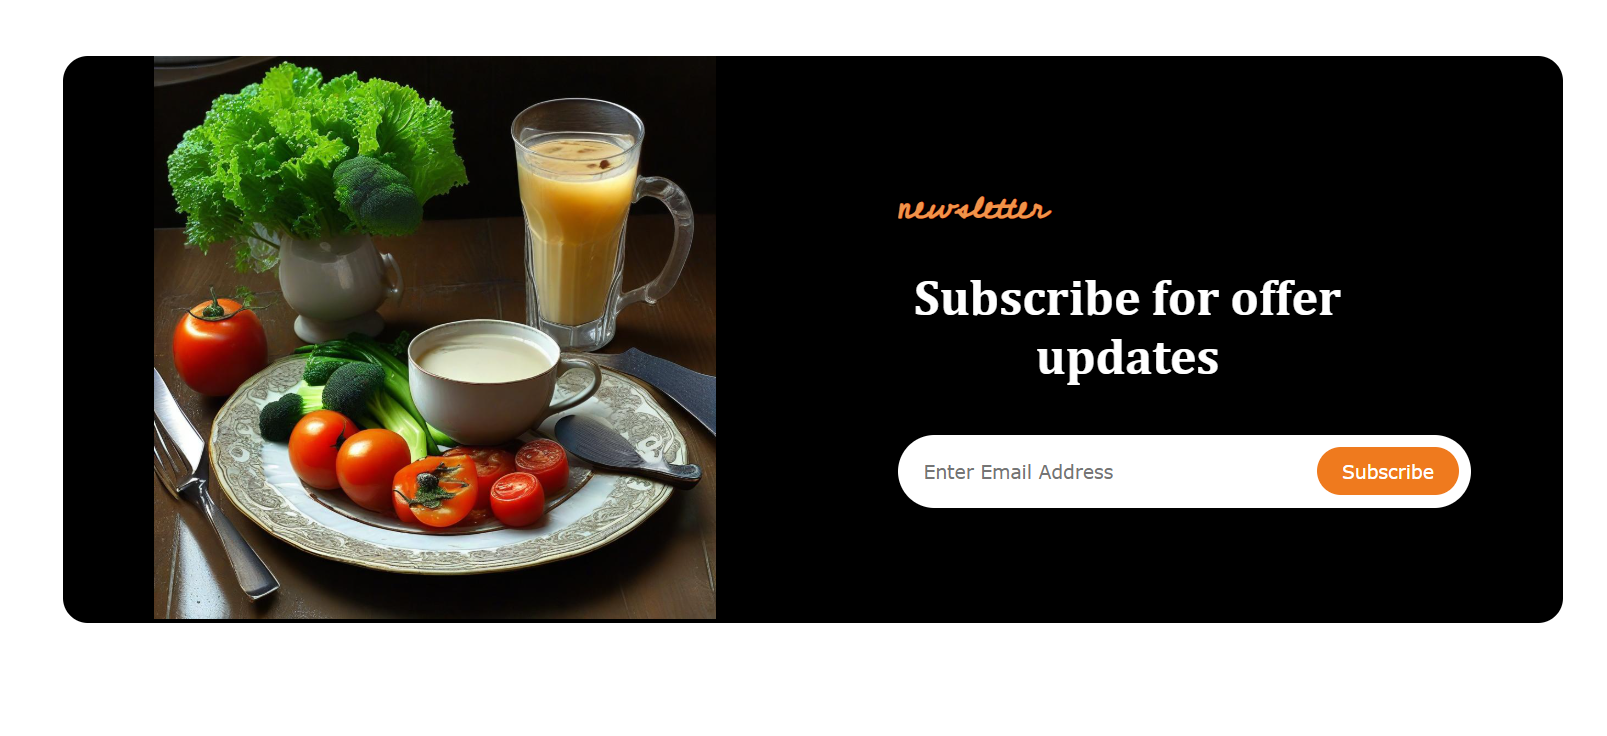 newsletter
Subscribe for offer
updates
Enter Email Address
Subscribe